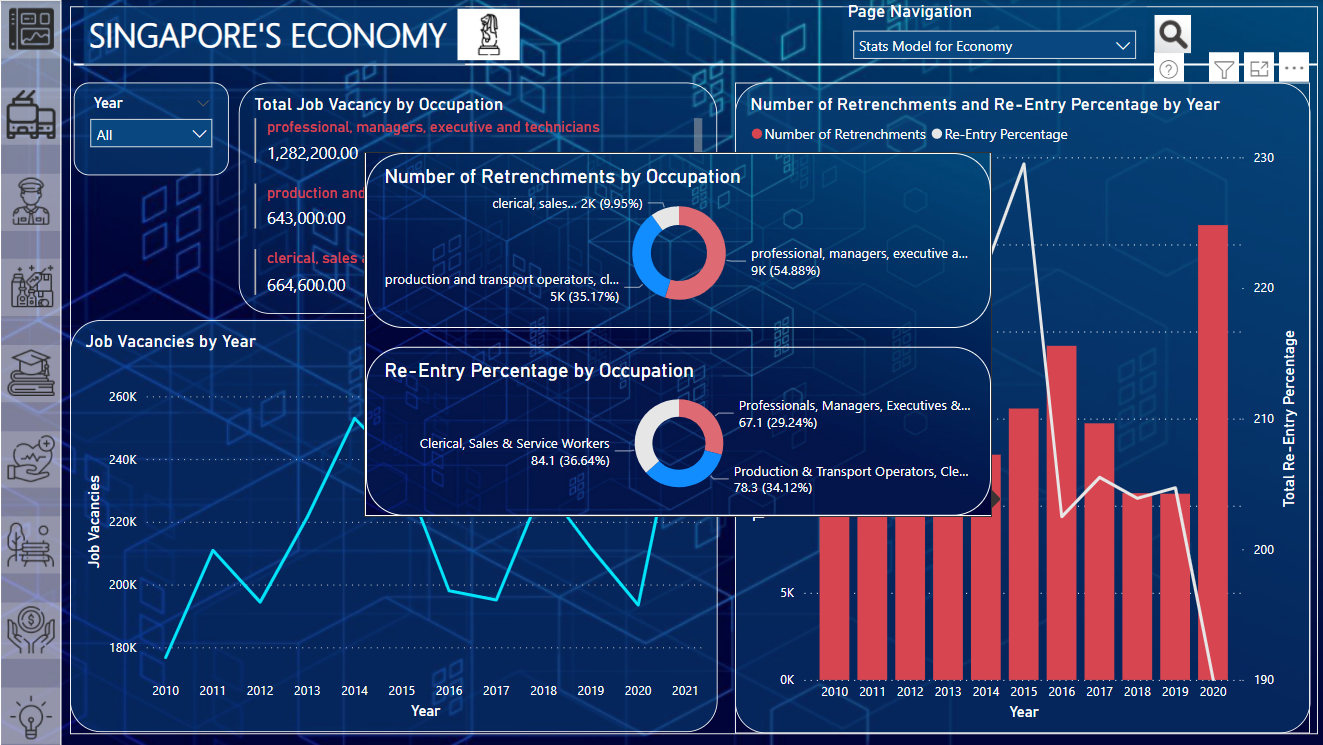 SINGAPORE'S ECONOMY
Page Navigation
Stats Model for Economy
Year
All
Total Job Vacancy by Occupation
professional, managers, executive and technicians
1,282,200.00
production and
643,000.00
clerical, sales
664,600.00
Number of Retrenchments and Re-Entry Percentage by Year
Number of Retrenchments
Re-Entry Percentage
230
220
210
200
190
Total Re-Entry Percentage
5K
0K
2010 2011 2012 2013 2014 2015 2016 2017 2018 2019 2020
Year
Number of Retrenchments by Occupation
clerical, sales... 2K (9.95%)
professional, managers, executive a...
9K (54.88%)
production and transport operators, cl...
5K (35.17%)
Re-Entry Percentage by Occupation
Professionals, Managers, Executives &...
67.1 (29.24%)
Clerical, Sales & Service Workers
84.1 (36.64%)
Production & Transport Operators, Cle...
78.3 (34.12%)
Job Vacancies by Year
260K
240K
220K
200K
180K
Job Vacancies
2010 2011 2012 2013 2014 2015 2016 2017 2018 2019 2020 2021
Year